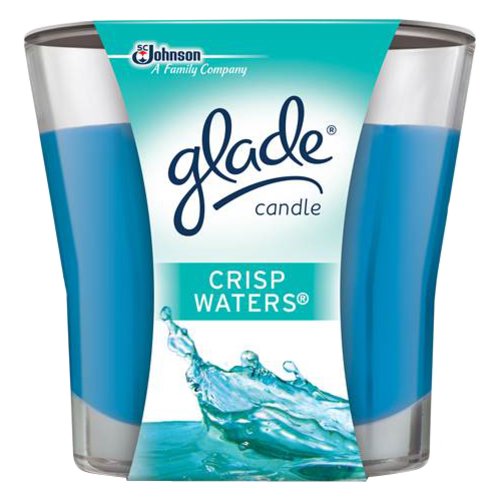 SC Johnson
A Family Company
glade®
candle
CRISP
WATERS®